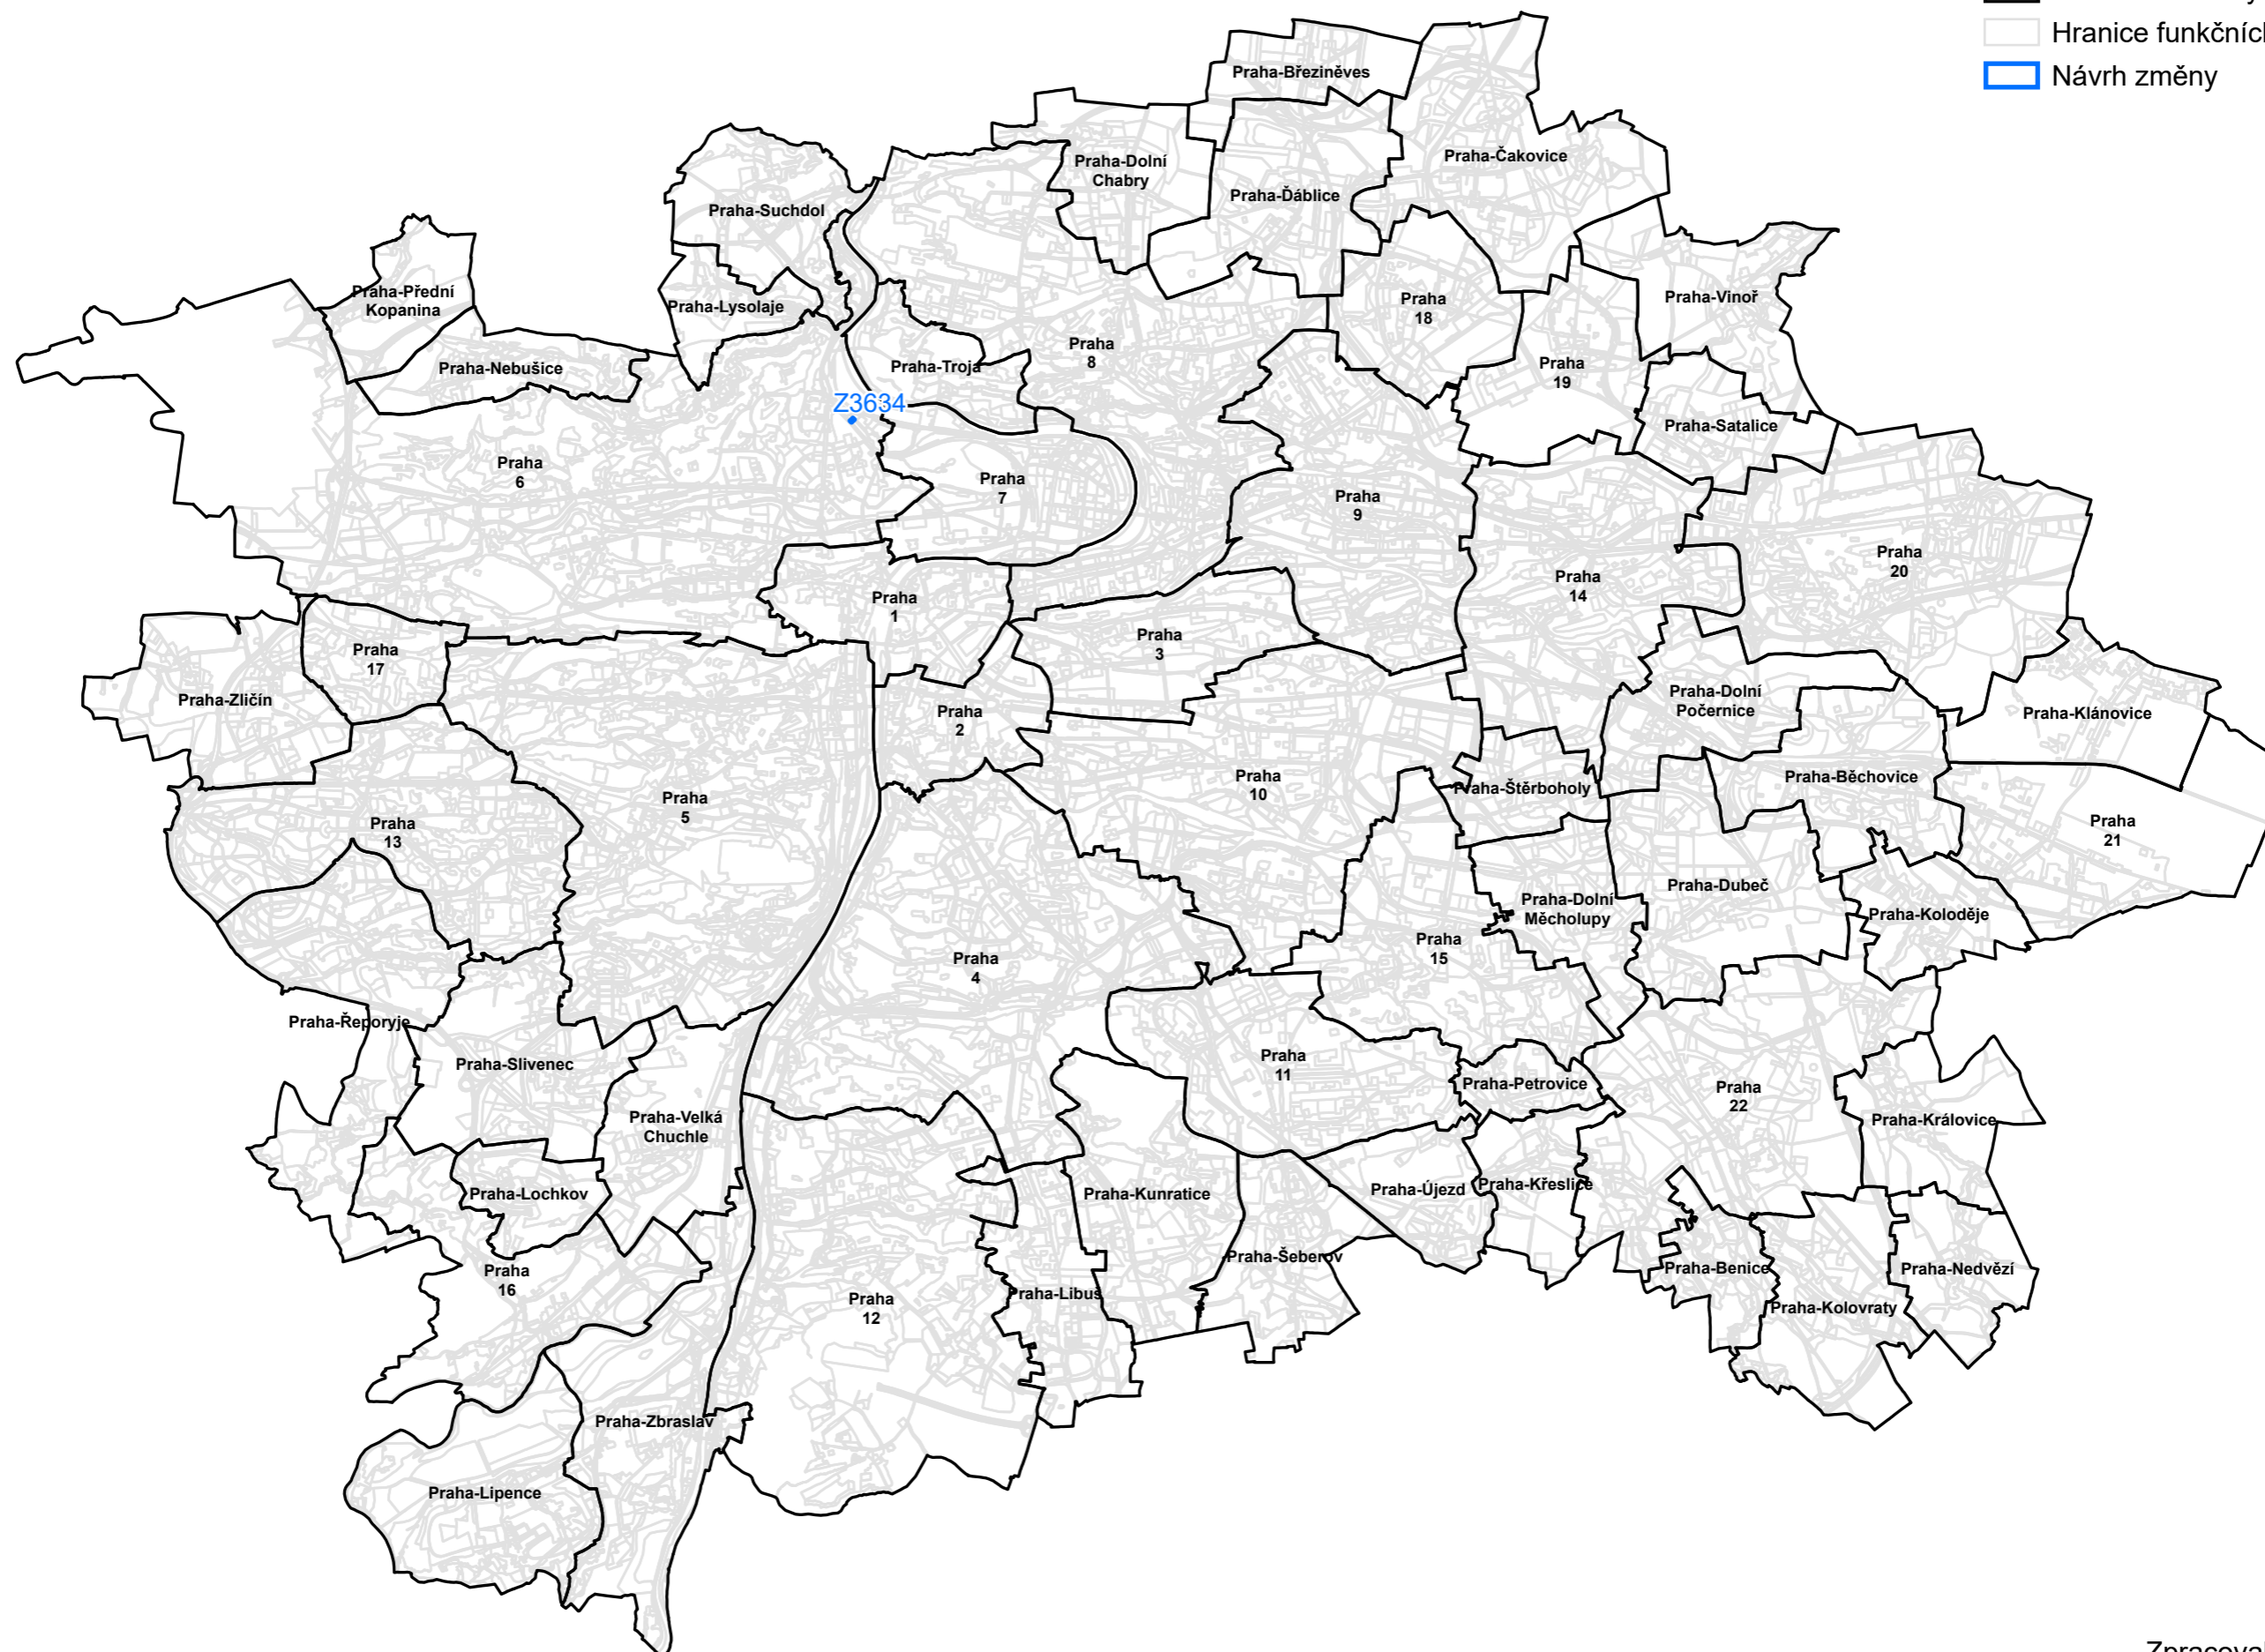 Hranice funkčních
Návrh změny
Praha-Březiněves
Praha-Čakovice
Praha-Dolní
Chabry
Praha-Ďáblice
Praha-Suchdol
Praha-Přední
Kopanina
Praha-Lysolaje
Praha-Vinoř
Praha
18
Praha-Nebušice
Praha-Troja
Praha
8
Praha
19
Z3634
Praha-Satalice
Praha
6
Praha
7
Praha
9
Praha
20
Praha
14
Praha
1
Praha
3
Praha
17
Praha-Zličín
Praha-Dolní
Počernice
Praha-Klánovice
Praha
2
Praha-Běchovice
Praha-Štěrboholy
Praha
10
Praha
5
Praha
13
Praha
21
Praha-Dubeč
Praha-Dolní
Měcholupy
Praha-Koloděje
Praha
15
Praha
4
Praha-Řeporyje
Praha-Slivenec
Praha
11
Praha-Petrovice
Praha
22
Praha-Královice
Praha-Velká
Chuchle
Praha-Lochkov
Praha-Kunratice
Praha-Újezd
Praha-Křeslice
Praha-Šeberov
Praha-Benice
Praha-Nedvězí
Praha
16
Praha-Libuš
Praha
12
Praha-Kolovraty
Praha-Zbraslav
Praha-Lipence